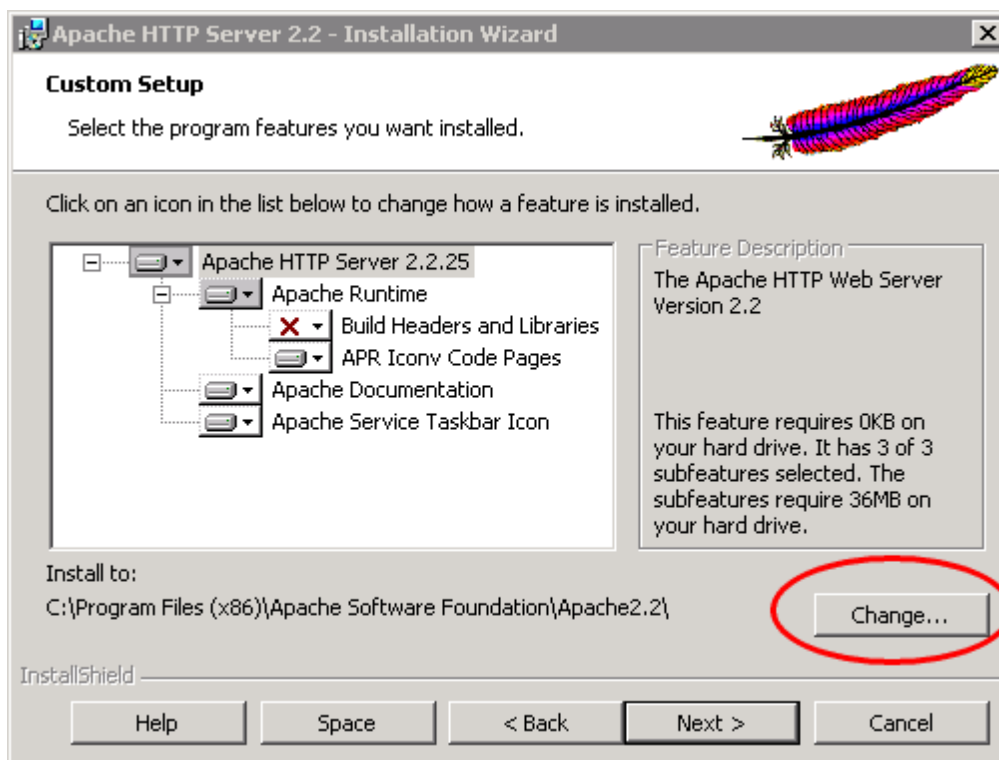 Apache HTTP Server 2.2 - Installation Wizard
Custom Setup
Select the program features you want installed.
Click on an icon in the list below to change how a feature is installed.
Apache HTTP Server 2.2.25
Apache Runtime
Build Headers and Libraries
APR Iconv Code Pages
Apache Documentation
Apache Service Taskbar Icon
Feature Description
The Apache HTTP Web Server
Version 2.2
This feature requires 0KB on
your hard drive. It has 3 of 3
subfeatures selected. The
subfeatures require 36MB on
your hard drive.
Install to:
C:\Program Files (x86)\Apache Software Foundation\Apache2.2\
Change...
InstallShield
Help
Space
< Back
Next >
Cancel